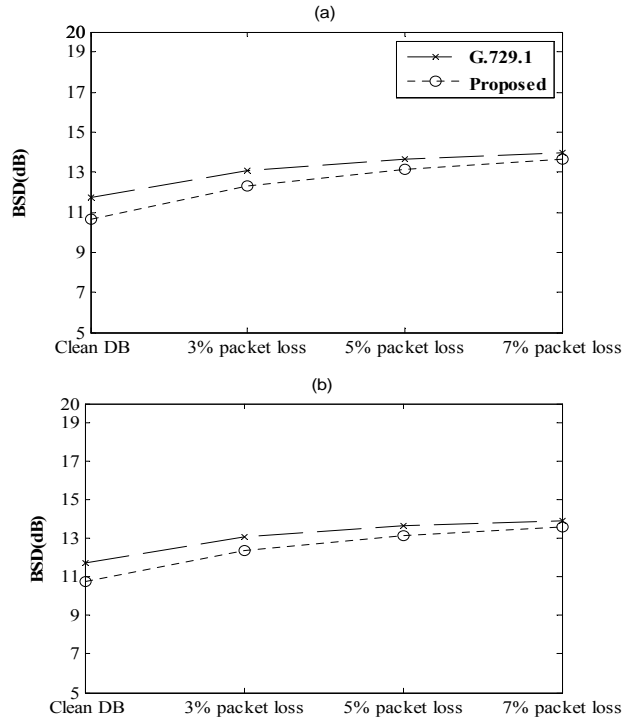 (a)
20
19
17
15
13
11
9
7
5
BSD(dB)
G.729.1
Proposed
Clean DB 3% packet loss 5% packet loss 7% packet loss
(b)
20
19
17
15
13
11
9
7
5
BSD(dB)
Clean DB 3% packet loss 5% packet loss 7% packet loss